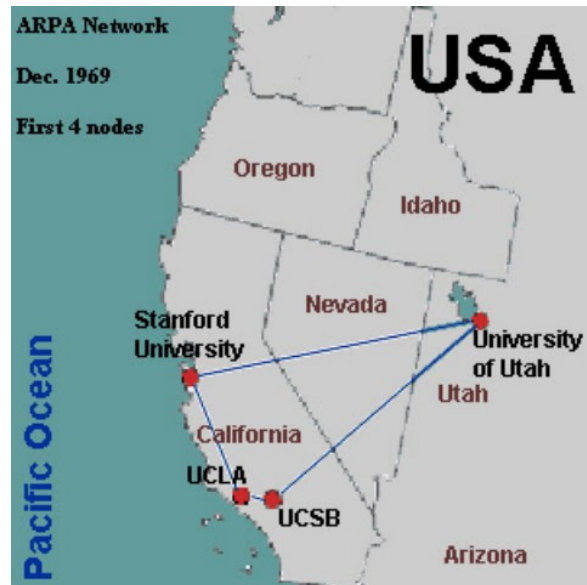 ARPA Network
Dec. 1969
First 4 nodes
USA
Oregon
Idaho
Nevada
Stanford
University
University
of Utah
Utah
California
UCLA
UCSB
Arizona
Pacific Ocean